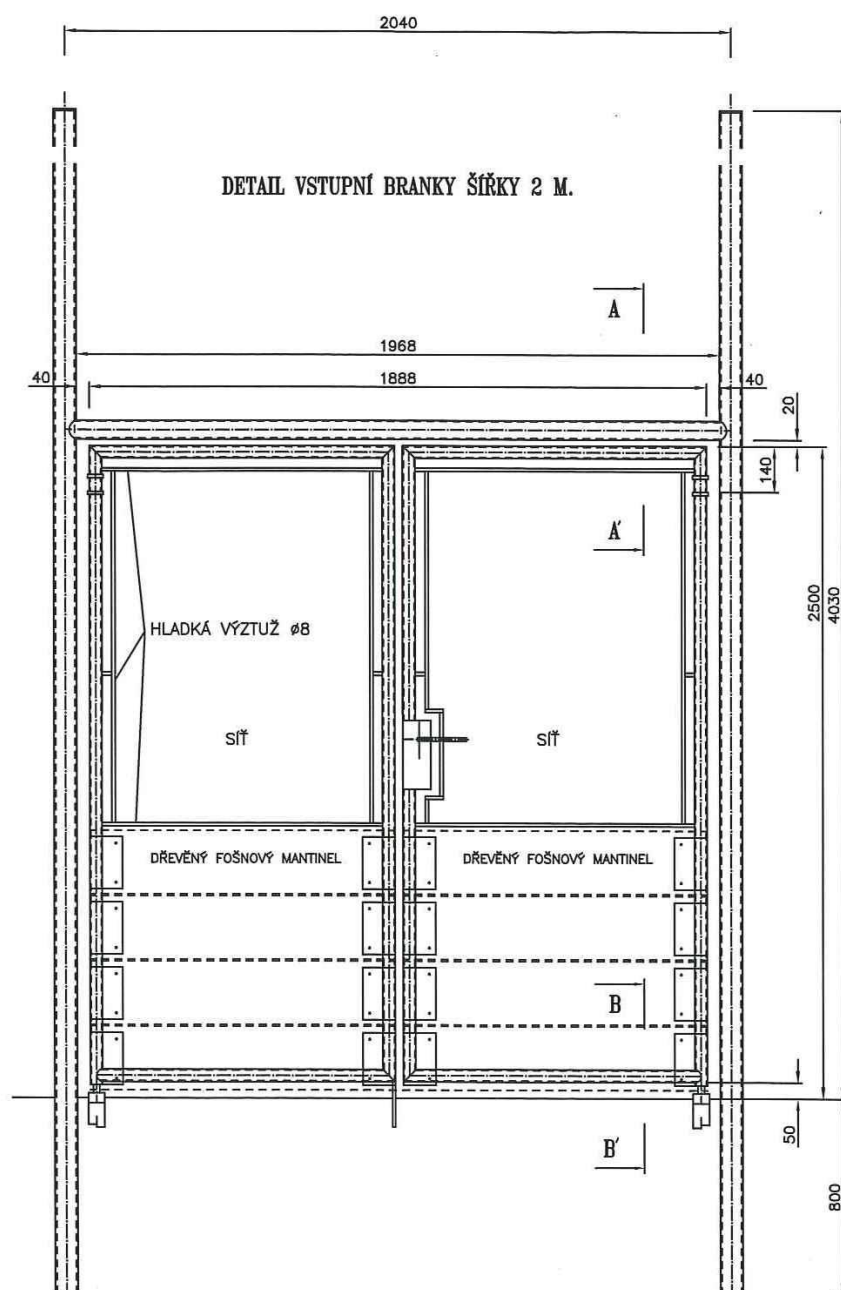 2040
DETAIL VSTUPNÍ BRANKY ŠÍŘKY 2 M.
A
1968
40
1888
40
20
140
A'
2500
4030
HLADKÁ VÝZTUŽ ø8
SÍŤ
SÍŤ
DŘEVĚNÝ FOŠNOVÝ MANTINEL
DŘEVĚNÝ FOŠNOVÝ MANTINEL
B
50
B'
800